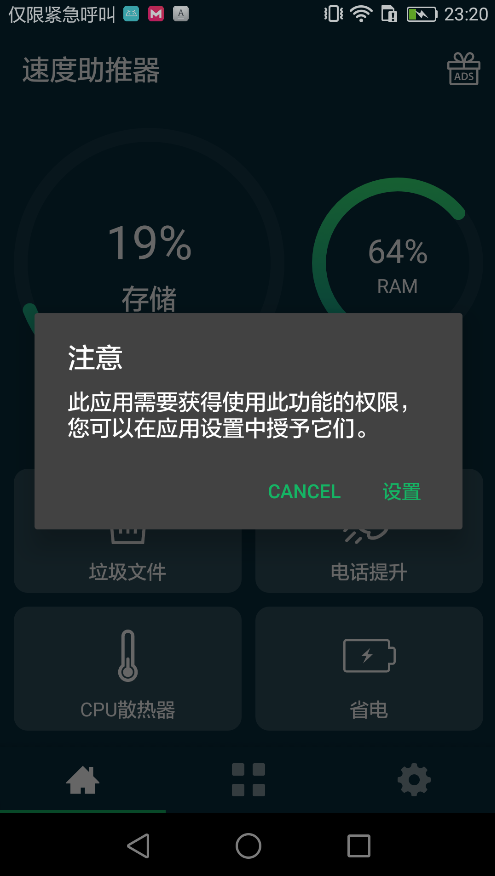 仅限紧急呼叫 23:20
速度助推器
ADS
19%
存储
64%
RAM
注意
此应用需要获得使用此功能的权限，
您可以在应用设置中授予它们。
CANCEL 设置
垃圾文件 电话提升
CPU散热器 省电